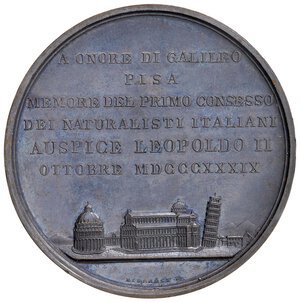 A ONORE DI GALILEO
PISA
MEMORE DEL PRIMO CONSESSO
DEI NATURALISTI ITALIANI
AUSPICE LEOPOLDO II
OTTOBRE MDCCCXXXIX